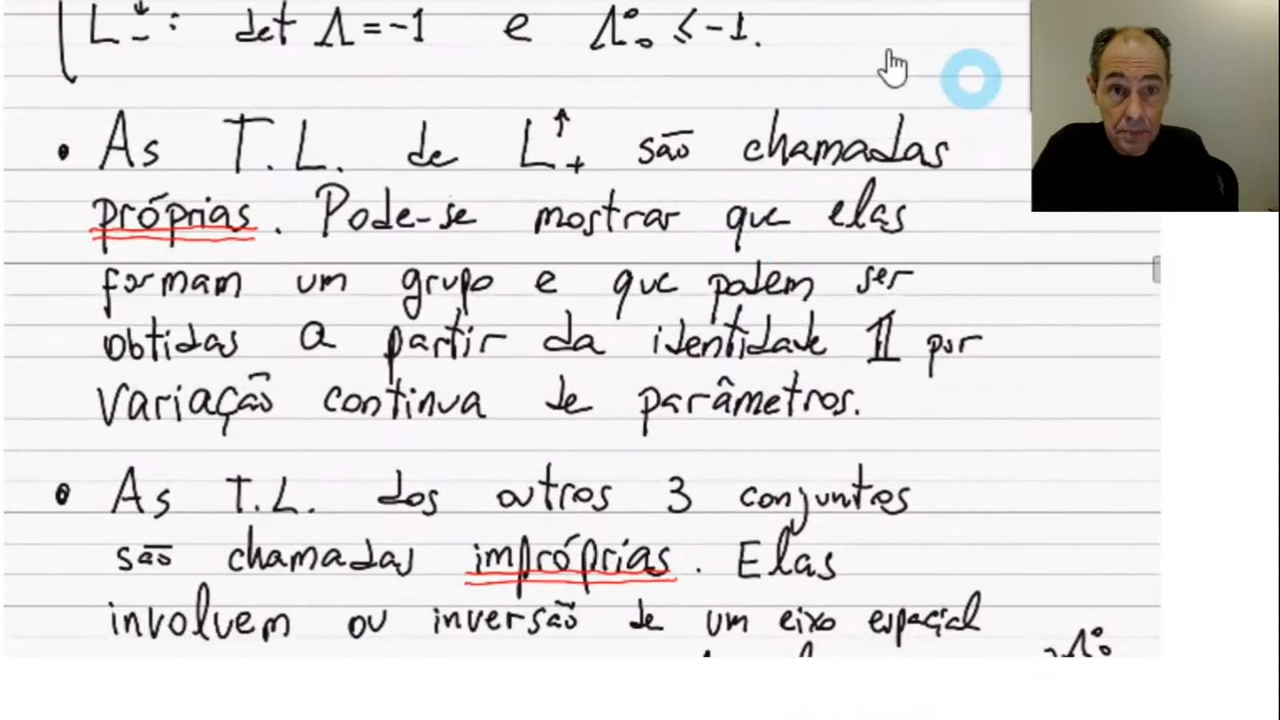 L₋↓: det Λ = -1 e Λ⁰₀ ≤ -1.
• As T.L. de L₊↑ são chamadas
próprias. Pode-se mostrar que elas
formam um grupo e que podem ser
obtidas a partir da identidade 𝟙 por
variação continua de parâmetros.
• As T.L. dos outros 3 conjuntos
são chamadas impróprias. Elas
involvem ou inversão de um eixo espacial
Λ⁰₀